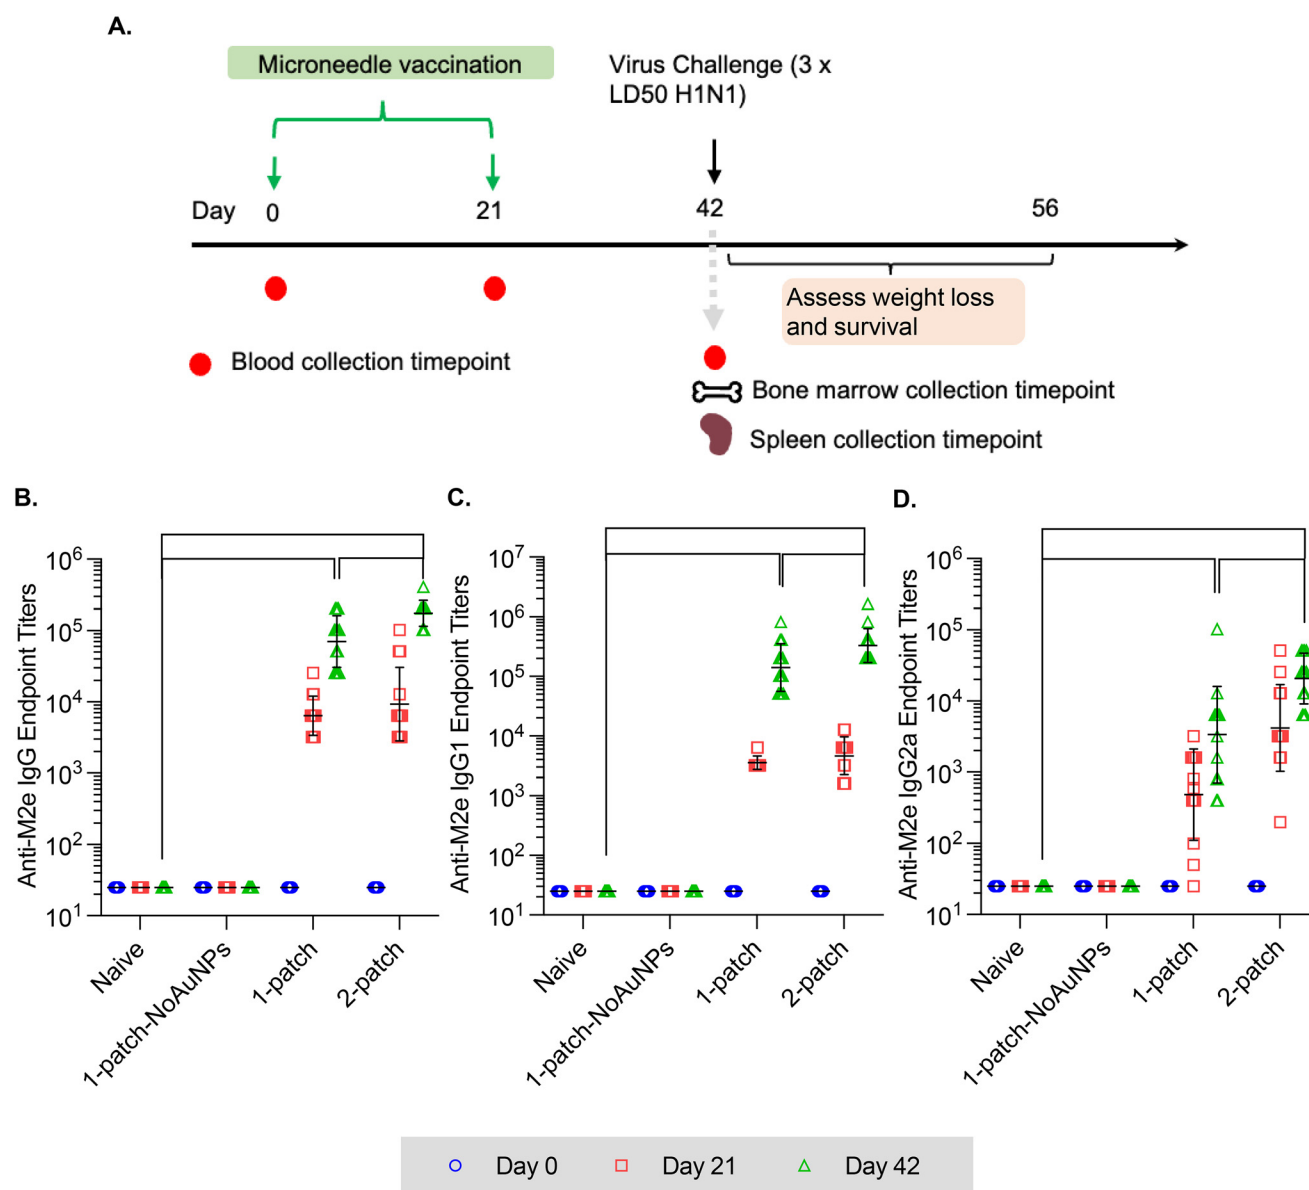 A.
Microneedle vaccination
Virus Challenge (3 x
LD50 H1N1)
Day 0 21 42 56
Assess weight loss
and survival
Blood collection timepoint
Bone marrow collection timepoint
Spleen collection timepoint
B.
Anti-M2e IgG Endpoint Titers
10^6
10^5
10^4
10^3
10^2
10^1
Naive
1-patch-NoAuNPs
1-patch
2-patch
C.
Anti-M2e IgG1 Endpoint Titers
10^7
10^6
10^5
10^4
10^3
10^2
10^1
Naive
1-patch-NoAuNPs
1-patch
2-patch
D.
Anti-M2e IgG2a Endpoint Titers
10^6
10^5
10^4
10^3
10^2
10^1
Naive
1-patch-NoAuNPs
1-patch
2-patch
Day 0 Day 21 Day 42